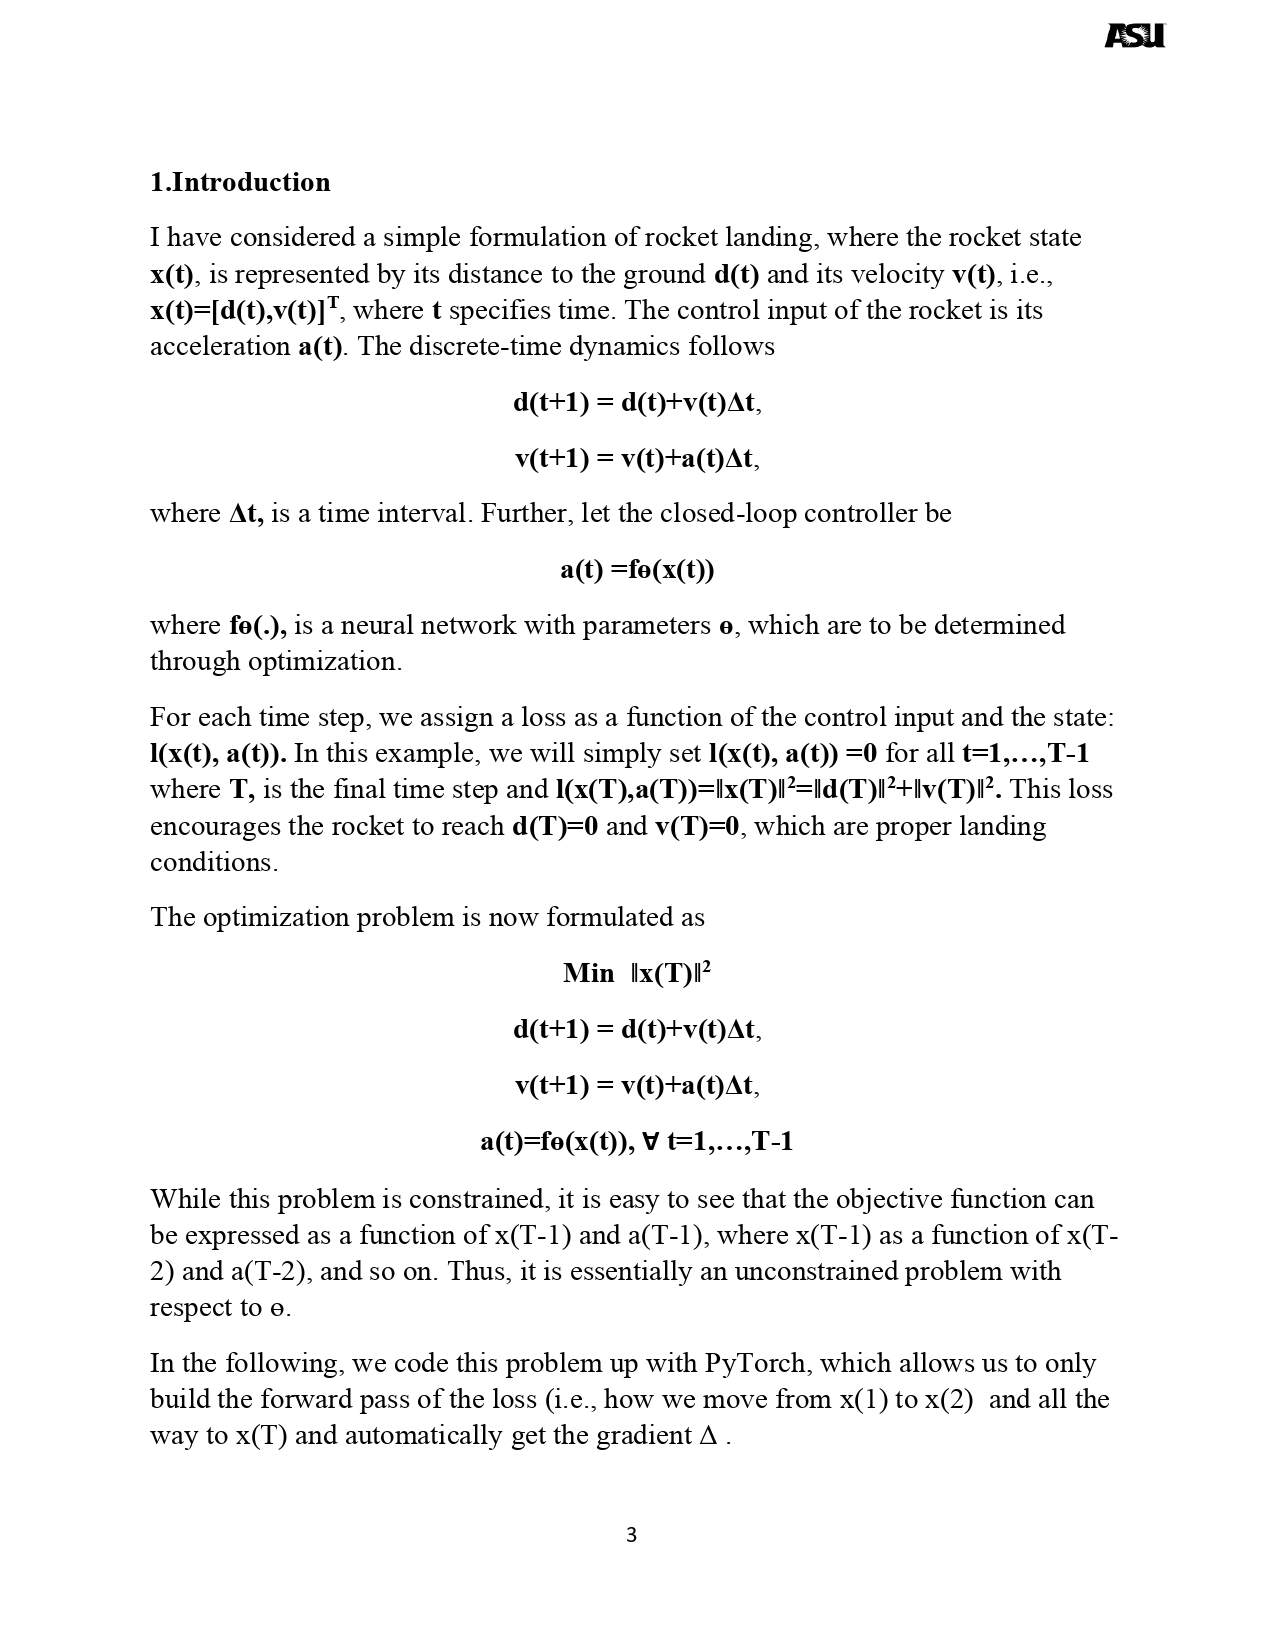 ASU
1.Introduction
I have considered a simple formulation of rocket landing, where the rocket state
x(t), is represented by its distance to the ground d(t) and its velocity v(t), i.e.,
x(t)=[d(t),v(t)]ᵀ, where t specifies time. The control input of the rocket is its
acceleration a(t). The discrete-time dynamics follows
d(t+1) = d(t)+v(t)Δt,
v(t+1) = v(t)+a(t)Δt,
where Δt, is a time interval. Further, let the closed-loop controller be
a(t) =fɵ(x(t))
where fɵ(.), is a neural network with parameters ɵ, which are to be determined
through optimization.
For each time step, we assign a loss as a function of the control input and the state:
l(x(t), a(t)). In this example, we will simply set l(x(t), a(t)) =0 for all t=1,…,T-1
where T, is the final time step and l(x(T),a(T))=‖x(T)‖²=‖d(T)‖²+‖v(T)‖². This loss
encourages the rocket to reach d(T)=0 and v(T)=0, which are proper landing
conditions.
The optimization problem is now formulated as
Min ‖x(T)‖²
d(t+1) = d(t)+v(t)Δt,
v(t+1) = v(t)+a(t)Δt,
a(t)=fɵ(x(t)), ∀ t=1,…,T-1
While this problem is constrained, it is easy to see that the objective function can
be expressed as a function of x(T-1) and a(T-1), where x(T-1) as a function of x(T-
2) and a(T-2), and so on. Thus, it is essentially an unconstrained problem with
respect to ɵ.
In the following, we code this problem up with PyTorch, which allows us to only
build the forward pass of the loss (i.e., how we move from x(1) to x(2) and all the
way to x(T) and automatically get the gradient Δ .
3